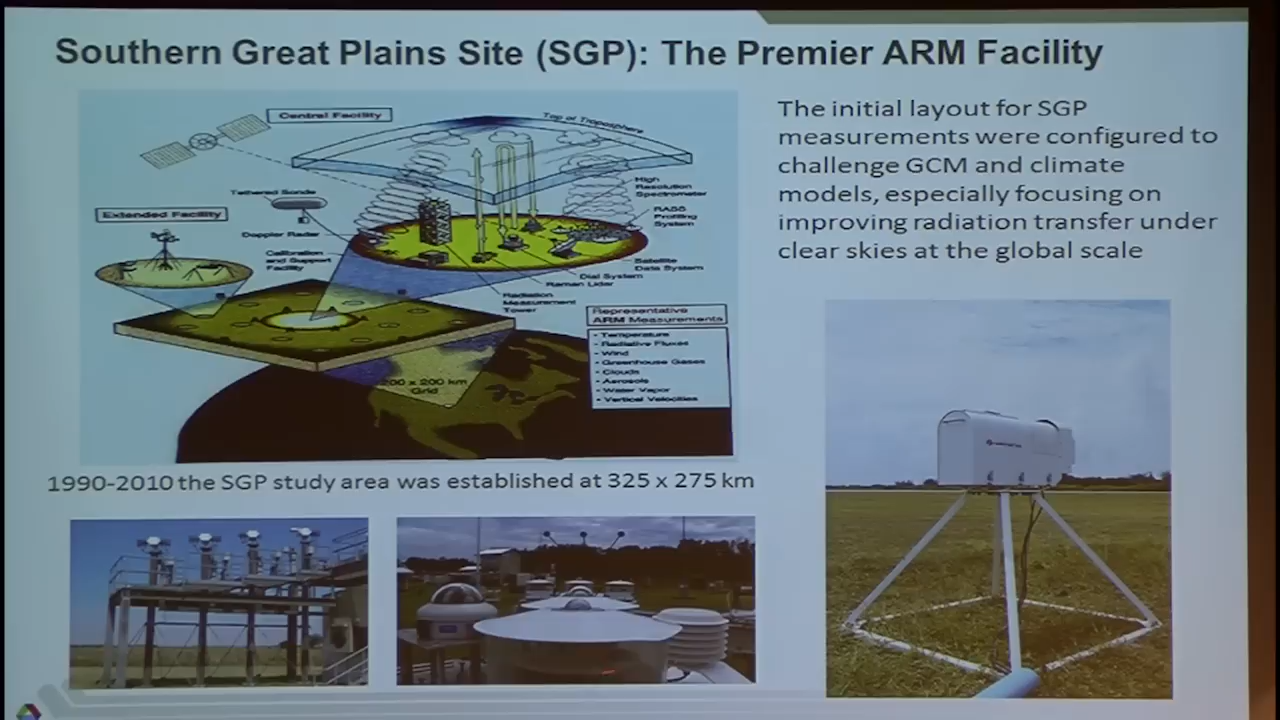 Southern Great Plains Site (SGP): The Premier ARM Facility
Central Facility
Top of Troposphere
High
Resolution
Spectrometer
Tethered Sonde
RASS
Profiling
System
Extended Facility
Doppler Radar
Calibration
and Support
Facility
Satellite
Data System
Dial System
Raman Lidar
Radiation
Measurement
Tower
Representative
ARM Measurements
• Temperature
• Radiative Fluxes
• Wind
• Greenhouse Gases
• Clouds
• Aerosols
• Water Vapor
• Vertical Velocities
200 x 200 km
Grid
The initial layout for SGP
measurements were configured to
challenge GCM and climate
models, especially focusing on
improving radiation transfer under
clear skies at the global scale
1990-2010 the SGP study area was established at 325 x 275 km